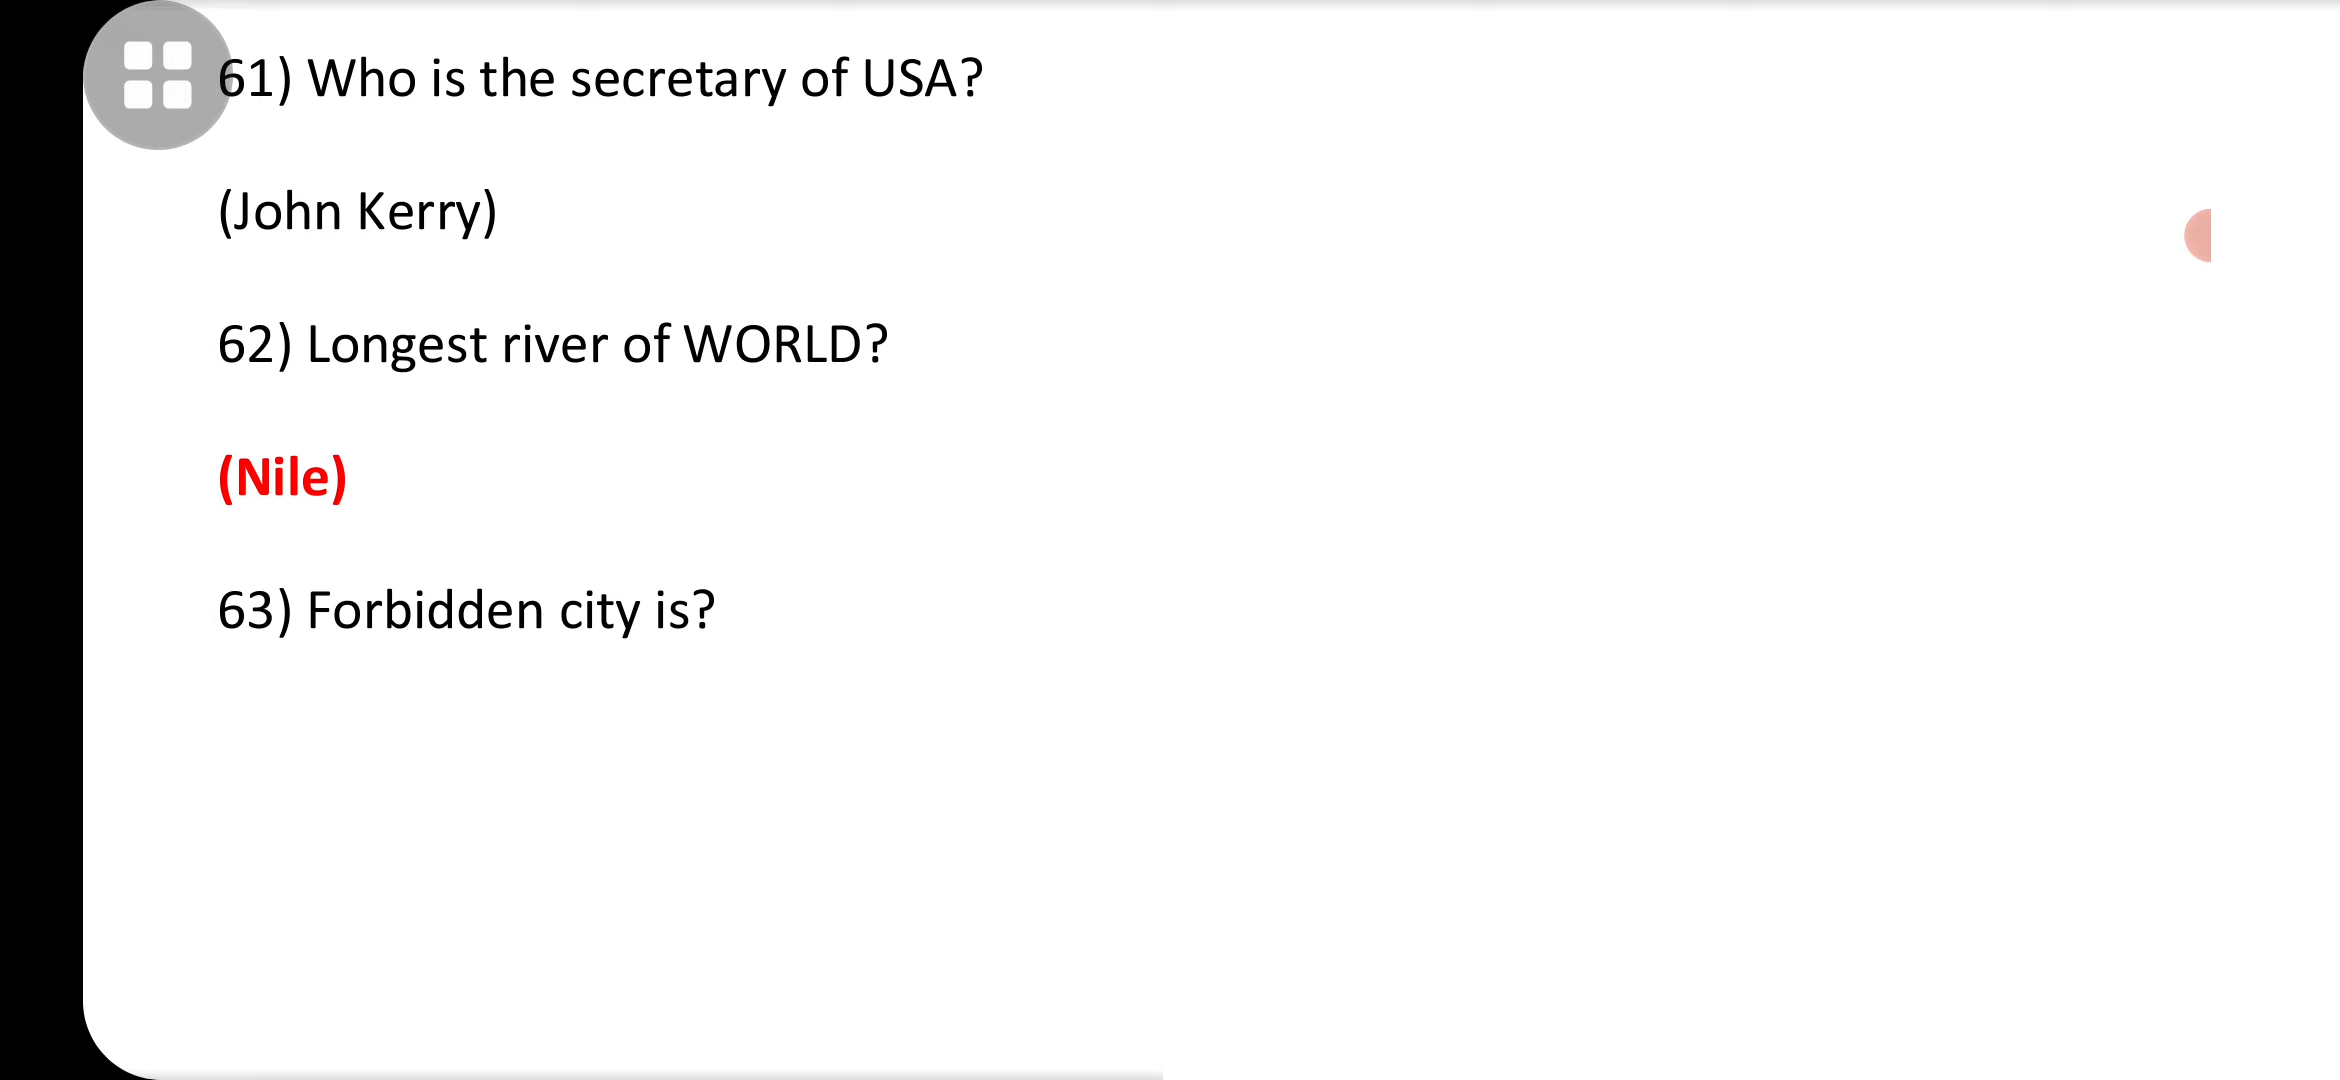 61) Who is the secretary of USA?
(John Kerry)
62) Longest river of WORLD?
(Nile)
63) Forbidden city is?